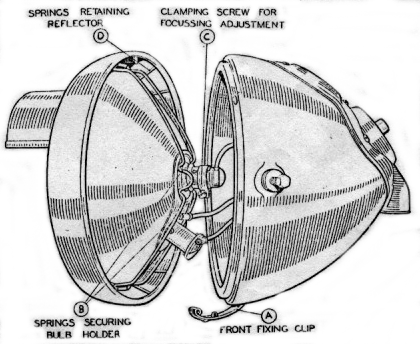 SPRINGS RETAINING
REFLECTOR
D
CLAMPING SCREW FOR
FOCUSSING ADJUSTMENT
C
B
SPRINGS SECURING
BULB HOLDER
A
FRONT FIXING CLIP